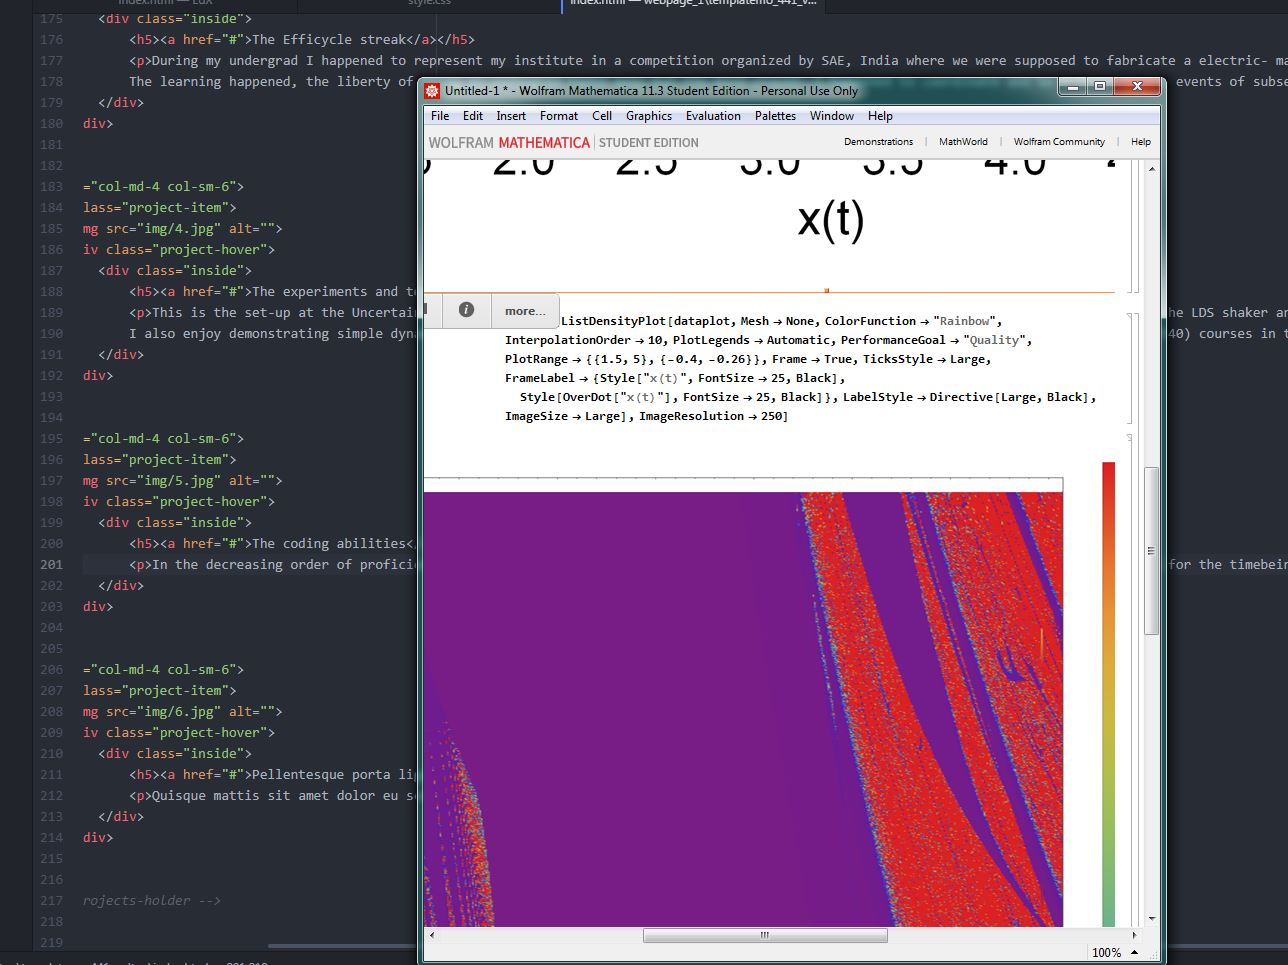 index.html — EdX
style.css
index.html — webpage_1\templatemo_441_v...
175 <div class="inside">
176 <h5><a href="#">The Efficycle streak</a></h5>
177 <p>During my undergrad I happened to represent my institute in a competition organized by SAE, India where we were supposed to fabricate a electric- ma
178 The learning happened, the liberty of
events of subse
179 </div>
180 div>
181
182
183 ="col-md-4 col-sm-6">
184 lass="project-item">
185 mg src="img/4.jpg" alt="">
186 iv class="project-hover">
187 <div class="inside">
188 <h5><a href="#">The experiments and te
189 <p>This is the set-up at the Uncertain
he LDS shaker an
190 I also enjoy demonstrating simple dyna
40) courses in t
191 </div>
192 div>
193
194
195 ="col-md-4 col-sm-6">
196 lass="project-item">
197 mg src="img/5.jpg" alt="">
198 iv class="project-hover">
199 <div class="inside">
200 <h5><a href="#">The coding abilities<
201 <p>In the decreasing order of proficie
for the timebein
202 </div>
203 div>
204
205
206 ="col-md-4 col-sm-6">
207 lass="project-item">
208 mg src="img/6.jpg" alt="">
209 iv class="project-hover">
210 <div class="inside">
211 <h5><a href="#">Pellentesque porta lig
212 <p>Quisque mattis sit amet dolor eu s
213 </div>
214 div>
215
216
217 rojects-holder -->
218
219
Untitled-1 * - Wolfram Mathematica 11.3 Student Edition - Personal Use Only
File Edit Insert Format Cell Graphics Evaluation Palettes Window Help
WOLFRAM MATHEMATICA | STUDENT EDITION
Demonstrations | MathWorld | Wolfram Community | Help
2.0 2.5 3.0 3.5 4.0
x(t)
i more...
ListDensityPlot[dataplot, Mesh → None, ColorFunction → "Rainbow",
InterpolationOrder → 10, PlotLegends → Automatic, PerformanceGoal → "Quality",
PlotRange → {{1.5, 5}, {-0.4, -0.26}}, Frame → True, TicksStyle → Large,
FrameLabel → {Style["x(t)", FontSize → 25, Black],
Style[OverDot["x(t)"], FontSize → 25, Black]}, LabelStyle → Directive[Large, Black],
ImageSize → Large], ImageResolution → 250]
100%